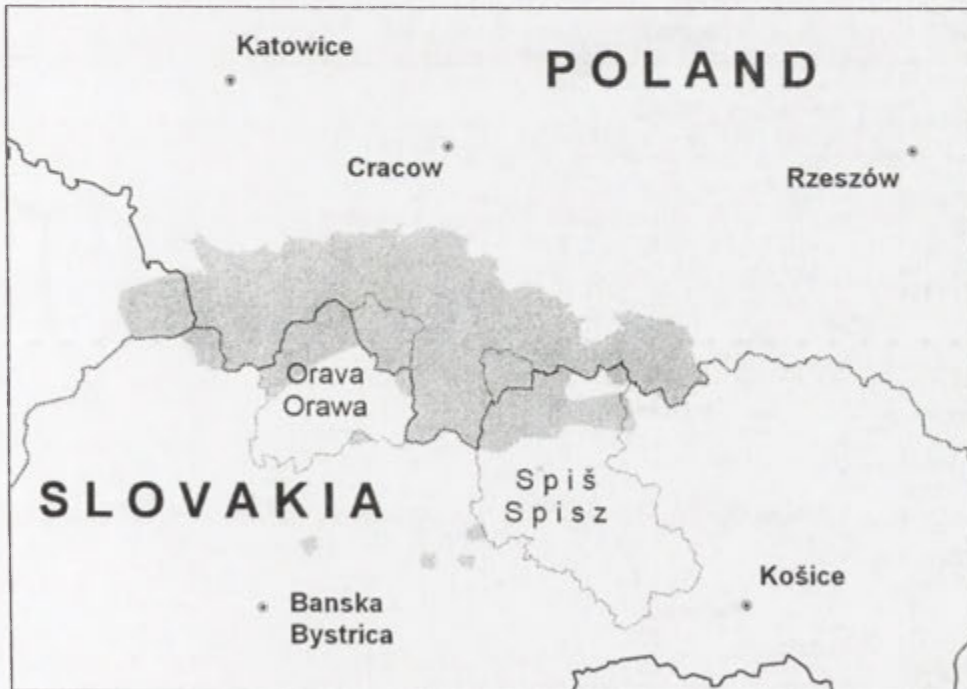 Katowice
POLAND
Cracow
Rzeszów
Orava
Orawa
SLOVAKIA
Spiš
Spisz
Košice
Banska
Bystrica